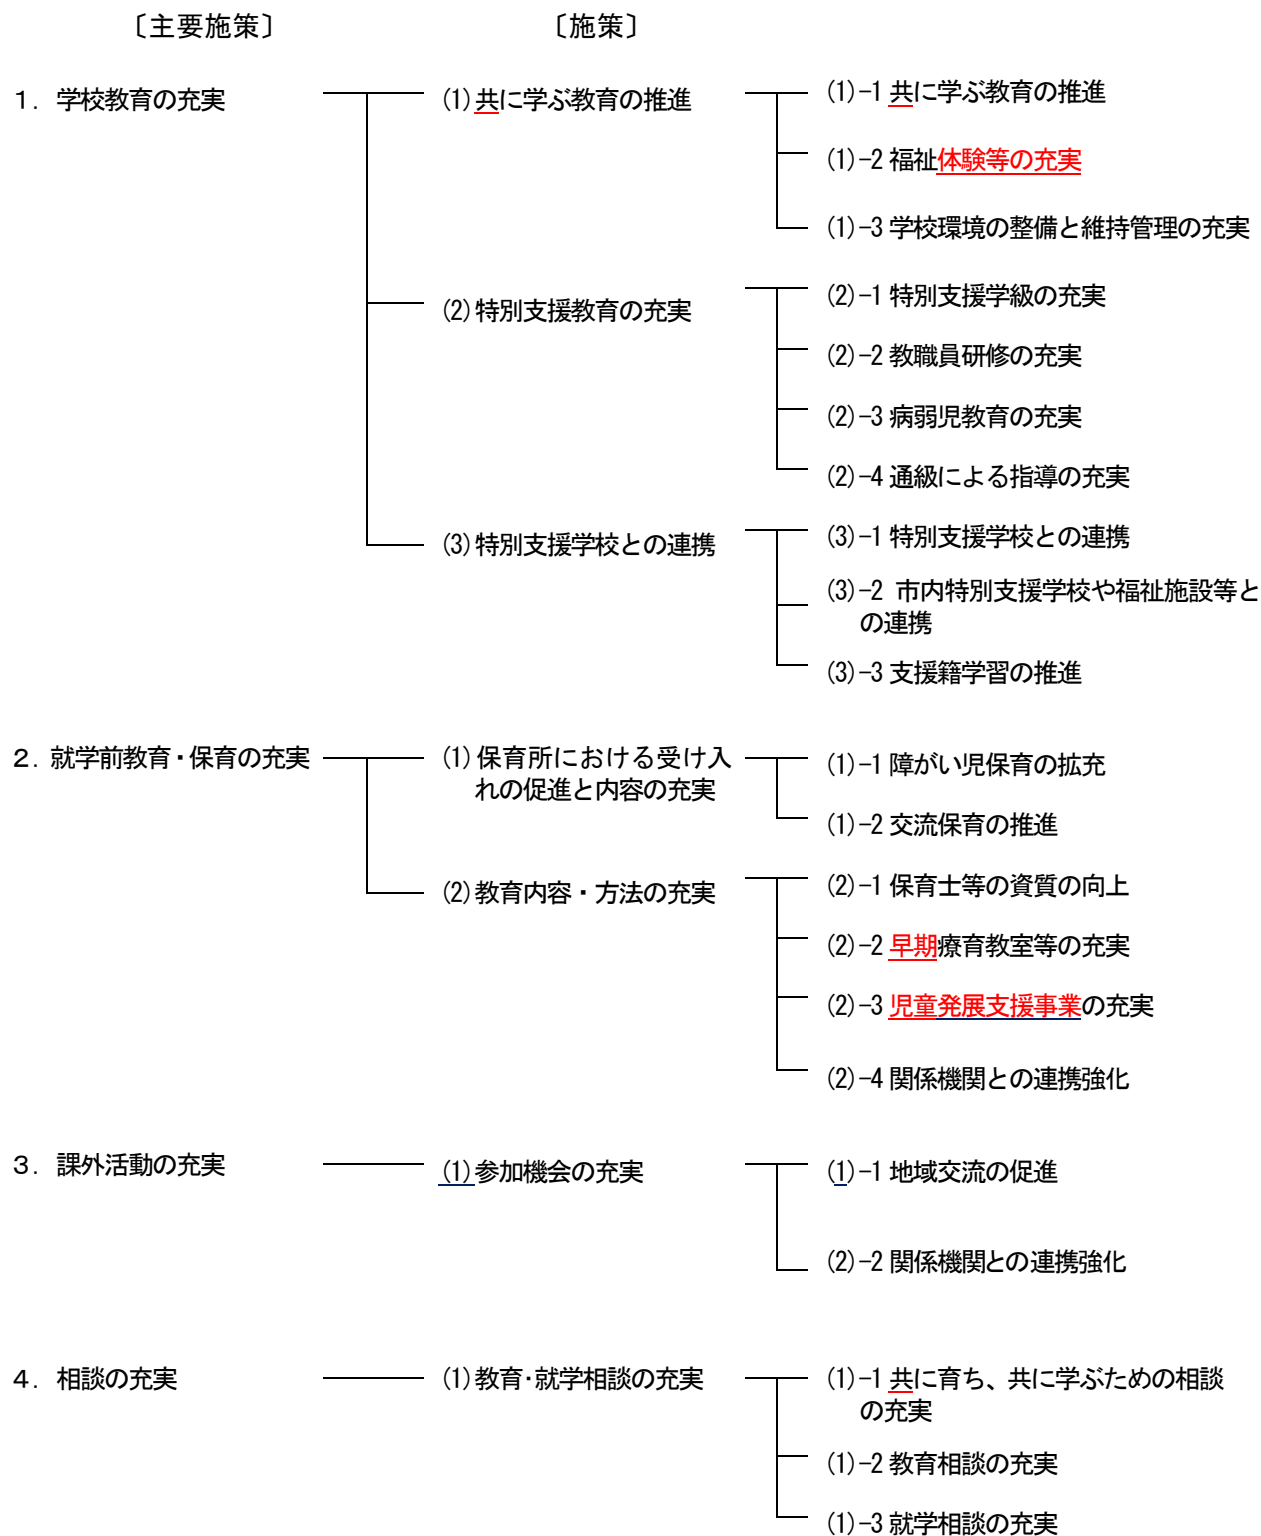 〔主要施策〕 〔施策〕
1. 学校教育の充実
(1)共に学ぶ教育の推進
(1)-1 共に学ぶ教育の推進
(1)-2 福祉体験等の充実
(1)-3 学校環境の整備と維持管理の充実
(2)特別支援教育の充実
(2)-1 特別支援学級の充実
(2)-2 教職員研修の充実
(2)-3 病弱児教育の充実
(2)-4 通級による指導の充実
(3)特別支援学校との連携
(3)-1 特別支援学校との連携
(3)-2 市内特別支援学校や福祉施設等と
の連携
(3)-3 支援籍学習の推進
2. 就学前教育・保育の充実
(1)保育所における受け入
れの促進と内容の充実
(1)-1 障がい児保育の拡充
(1)-2 交流保育の推進
(2)教育内容・方法の充実
(2)-1 保育士等の資質の向上
(2)-2 早期療育教室等の充実
(2)-3 児童発展支援事業の充実
(2)-4 関係機関との連携強化
3. 課外活動の充実
(1)参加機会の充実
(1)-1 地域交流の促進
(2)-2 関係機関との連携強化
4. 相談の充実
(1)教育・就学相談の充実
(1)-1 共に育ち、共に学ぶための相談
の充実
(1)-2 教育相談の充実
(1)-3 就学相談の充実